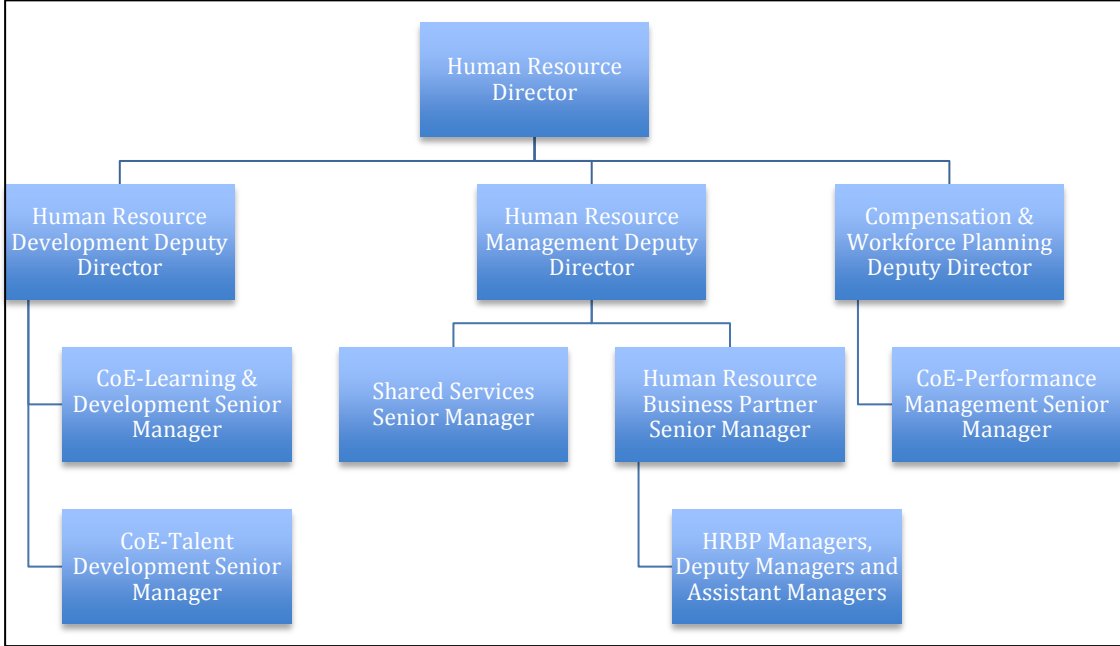 Human Resource
Director
Human Resource
Development Deputy
Director
Human Resource
Management Deputy
Director
Compensation &
Workforce Planning
Deputy Director
CoE-Learning &
Development Senior
Manager
Shared Services
Senior Manager
Human Resource
Business Partner
Senior Manager
CoE-Performance
Management Senior
Manager
CoE-Talent
Development Senior
Manager
HRBP Managers,
Deputy Managers and
Assistant Managers